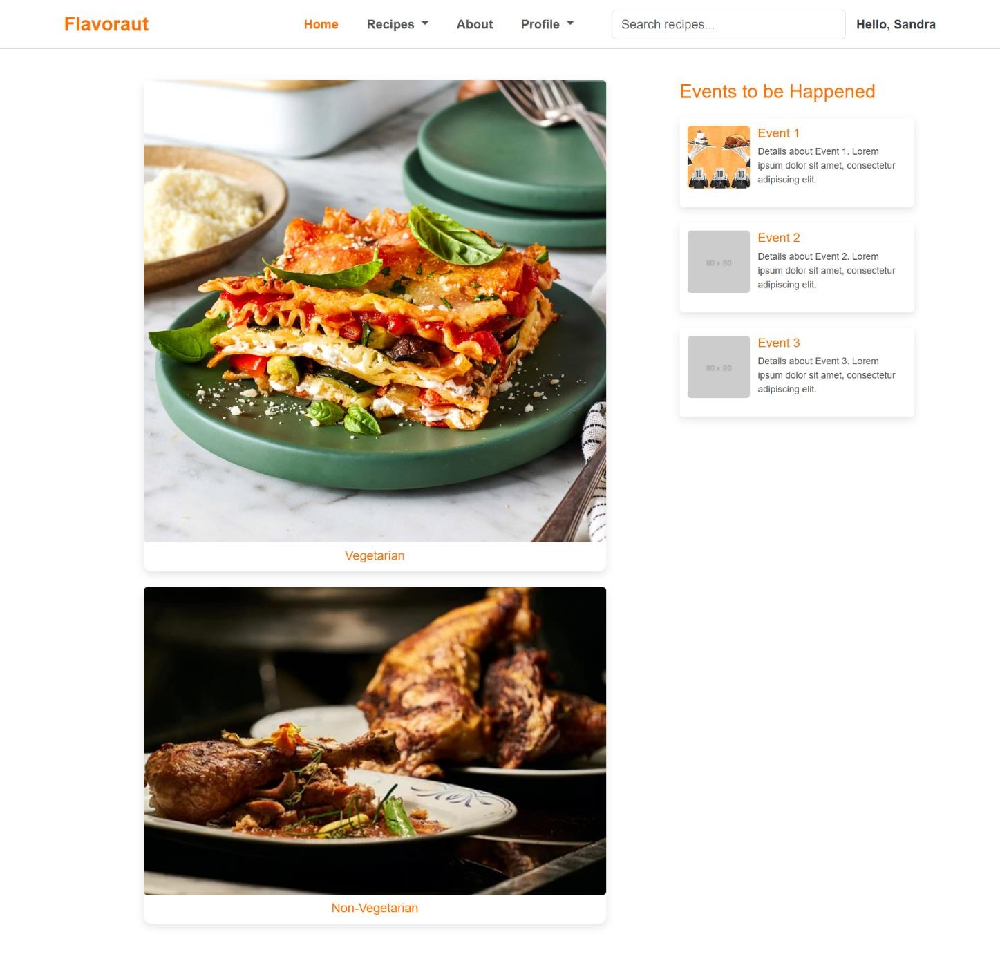 Flavoraut
Home
Recipes
About
Profile
Search recipes...
Hello, Sandra
Events to be Happened
Event 1
Details about Event 1. Lorem
ipsum dolor sit amet, consectetur
adipiscing elit.
10 10 10
80 x 80
Event 2
Details about Event 2. Lorem
ipsum dolor sit amet, consectetur
adipiscing elit.
80 x 80
Event 3
Details about Event 3. Lorem
ipsum dolor sit amet, consectetur
adipiscing elit.
Vegetarian
Non-Vegetarian